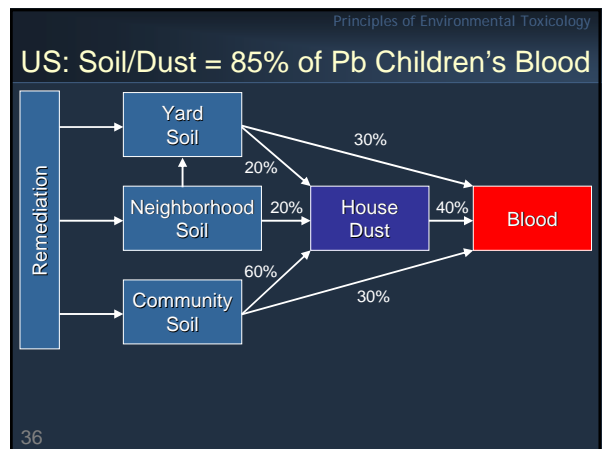 Principles of Environmental Toxicology
US: Soil/Dust = 85% of Pb Children's Blood
Remediation
Yard
Soil
30%
20%
Neighborhood
Soil
20%
House
Dust
40%
Blood
60%
Community
Soil
30%
36